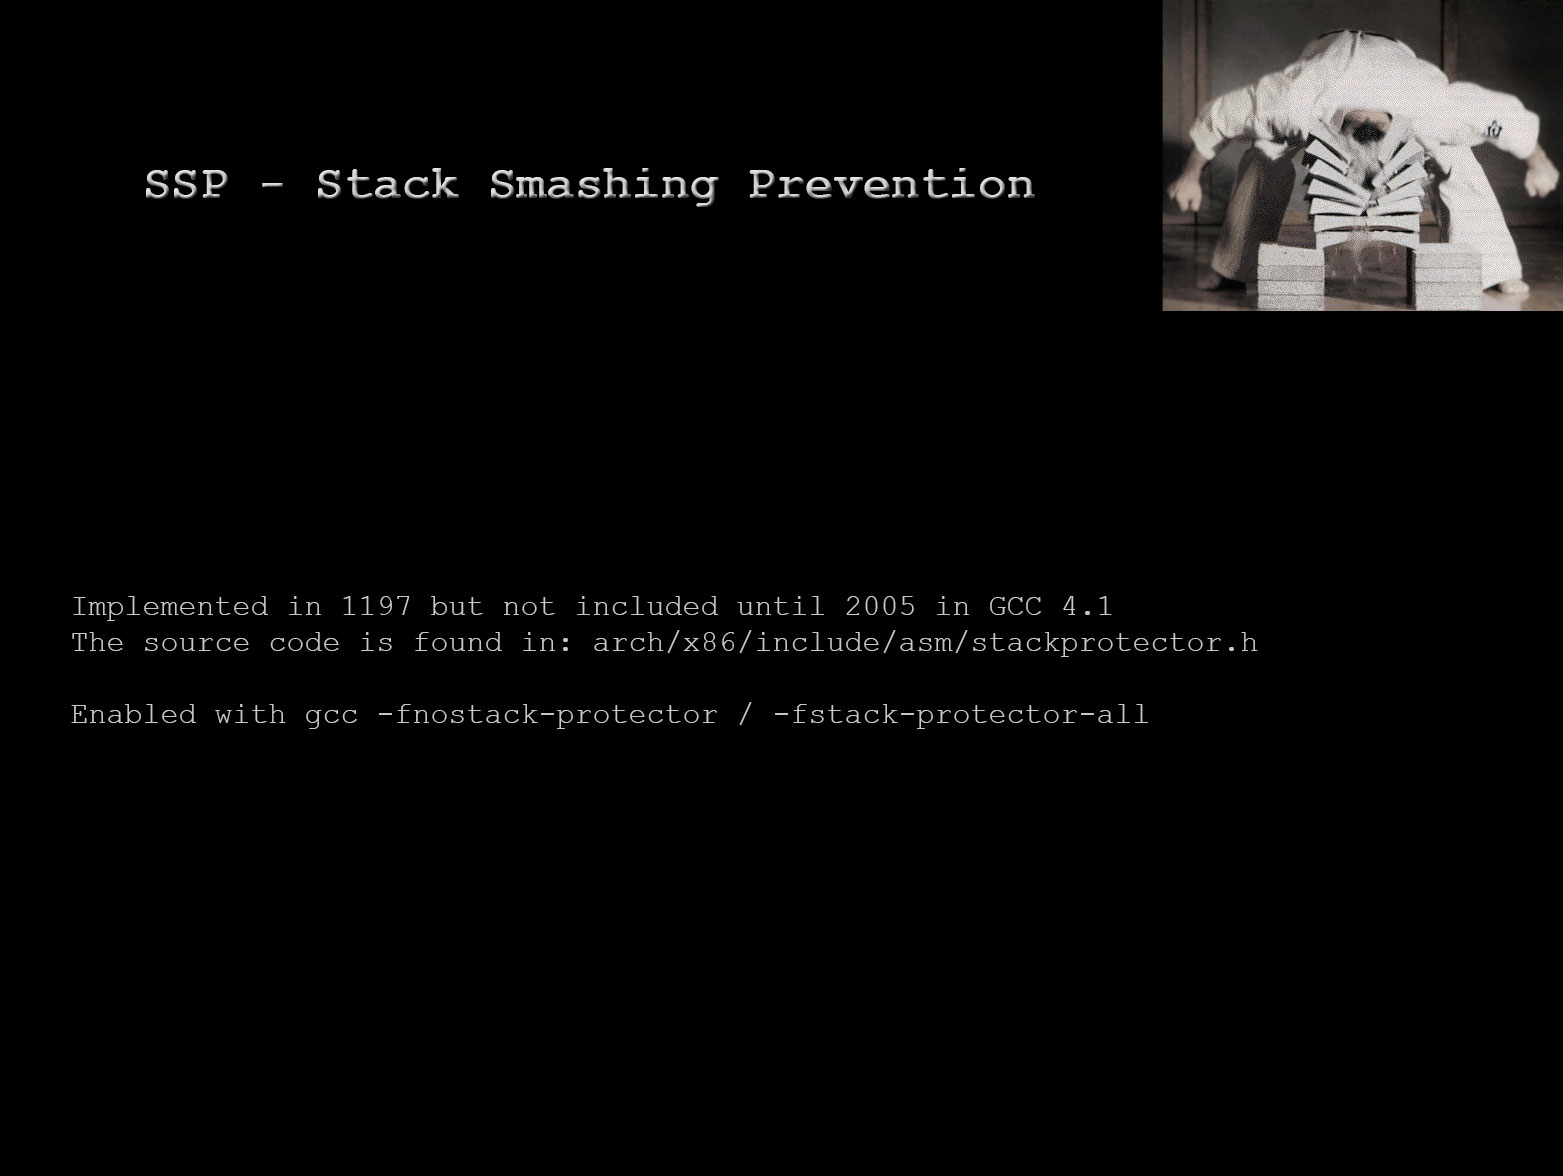 SSP - Stack Smashing Prevention
Implemented in 1197 but not included until 2005 in GCC 4.1
The source code is found in: arch/x86/include/asm/stackprotector.h
Enabled with gcc -fnostack-protector / -fstack-protector-all